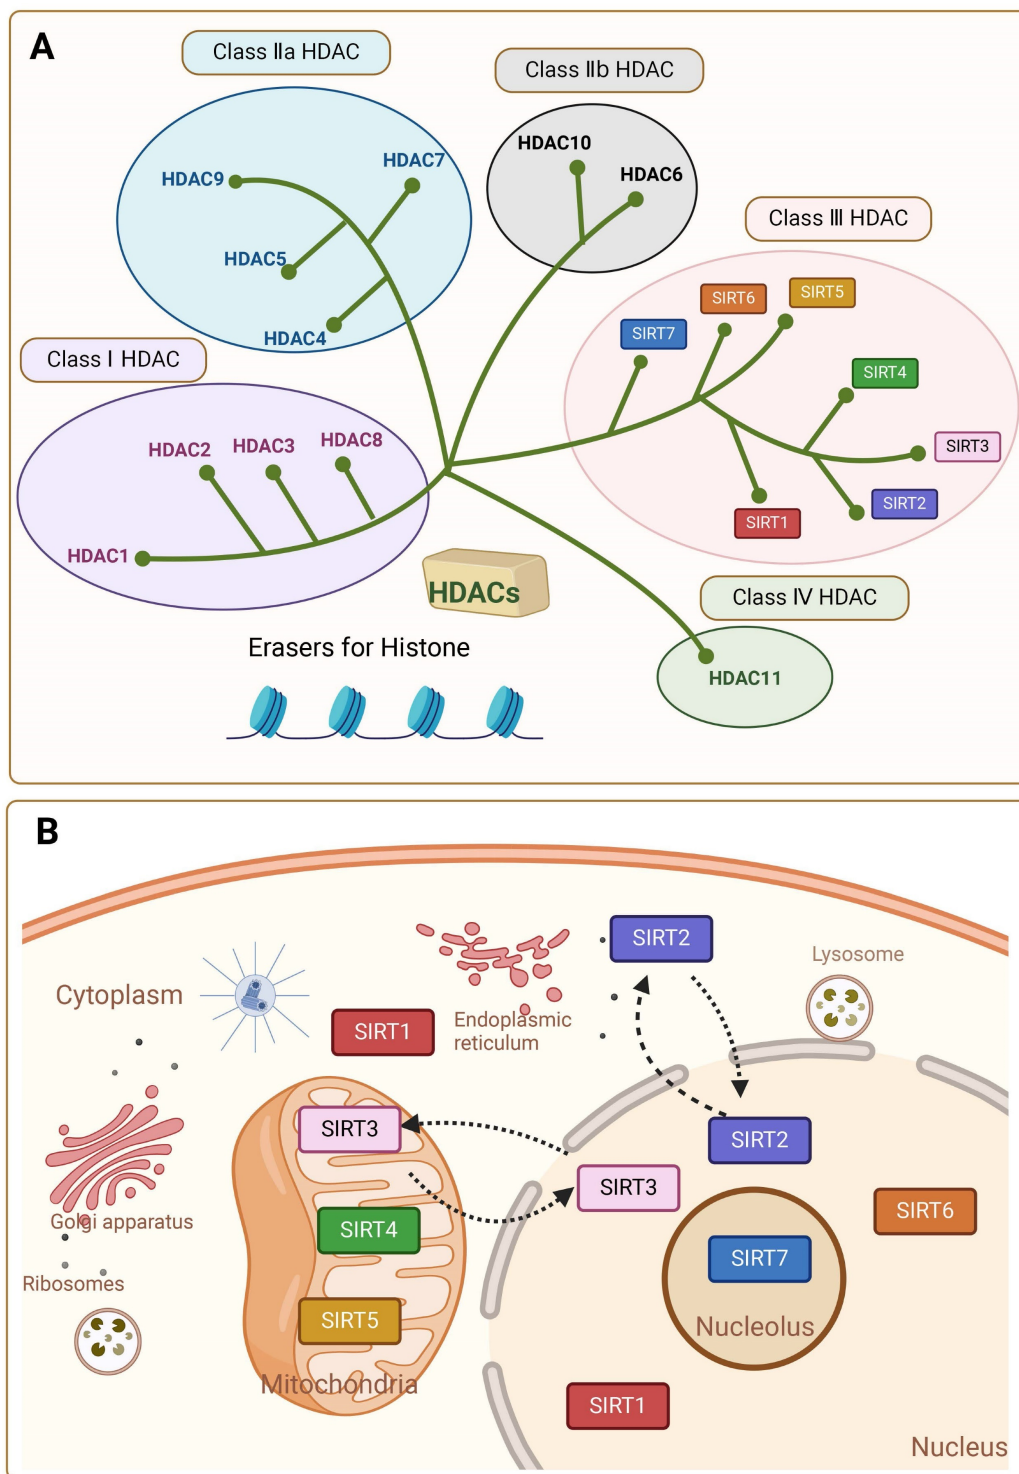 A
Class IIa HDAC
Class IIb HDAC
HDAC10
HDAC7
HDAC6
HDAC9
Class III HDAC
HDAC5
SIRT6
SIRT5
SIRT7
HDAC4
Class I HDAC
SIRT4
HDAC2
HDAC3
HDAC8
SIRT3
SIRT2
SIRT1
HDAC1
HDACs
Class IV HDAC
Erasers for Histone
HDAC11
B
SIRT2
Lysosome
Cytoplasm
SIRT1
Endoplasmic
reticulum
SIRT3
SIRT2
SIRT3
SIRT6
Golgi apparatus
SIRT4
SIRT7
Ribosomes
SIRT5
Nucleolus
Mitochondria
SIRT1
Nucleus